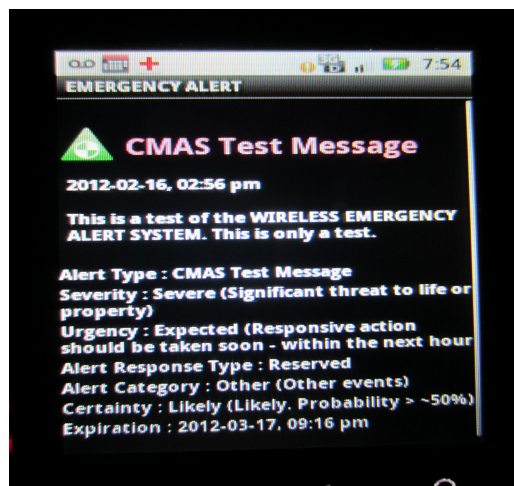 3G 7:54
EMERGENCY ALERT
CMAS Test Message
2012-02-16, 02:56 pm
This is a test of the WIRELESS EMERGENCY
ALERT SYSTEM. This is only a test.
Alert Type : CMAS Test Message
Severity : Severe (Significant threat to life or
property)
Urgency : Expected (Responsive action
should be taken soon - within the next hour
Alert Response Type : Reserved
Alert Category : Other (Other events)
Certainty : Likely (Likely. Probability > ~50%)
Expiration : 2012-03-17, 09:16 pm